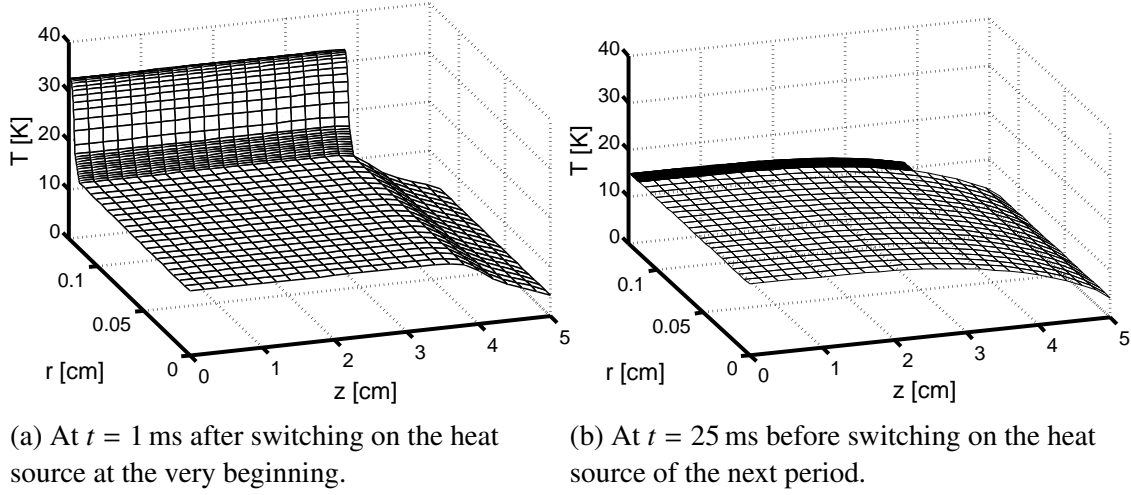 40
30
20
10
0
T [K]
0.1
0.05
0
r [cm]
0
1
2
3
4
5
z [cm]
40
30
20
10
0
T [K]
0.1
0.05
0
r [cm]
0
1
2
3
4
5
z [cm]
(a) At t = 1 ms after switching on the heat
source at the very beginning.
(b) At t = 25 ms before switching on the heat
source of the next period.